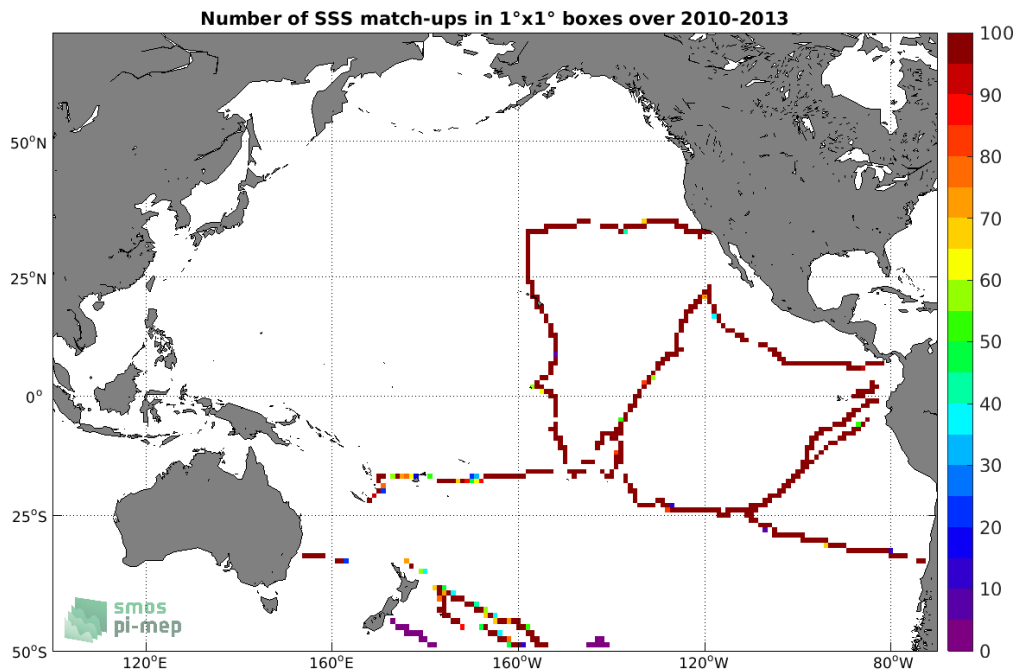 Number of SSS match-ups in 1°x1° boxes over 2010-2013
50°N
25°N
0°
25°S
50°S
120°E
160°E
160°W
120°W
80°W
100
90
80
70
60
50
40
30
20
10
0
smos
pi-mep